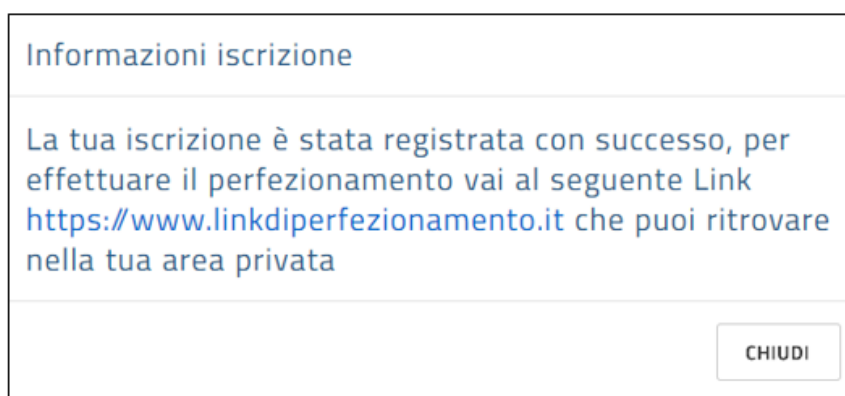 Informazioni iscrizione
La tua iscrizione è stata registrata con successo, per
effettuare il perfezionamento vai al seguente Link
https://www.linkdiperfezionamento.it che puoi ritrovare
nella tua area privata
CHIUDI